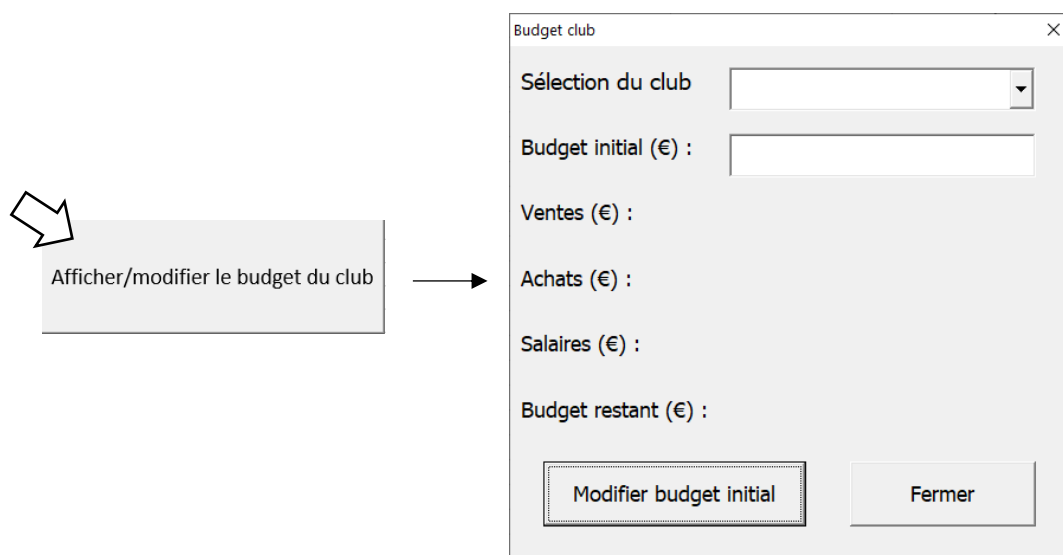 Afficher/modifier le budget du club
Budget club
Sélection du club
Budget initial (€) :
Ventes (€) :
Achats (€) :
Salaires (€) :
Budget restant (€) :
Modifier budget initial
Fermer